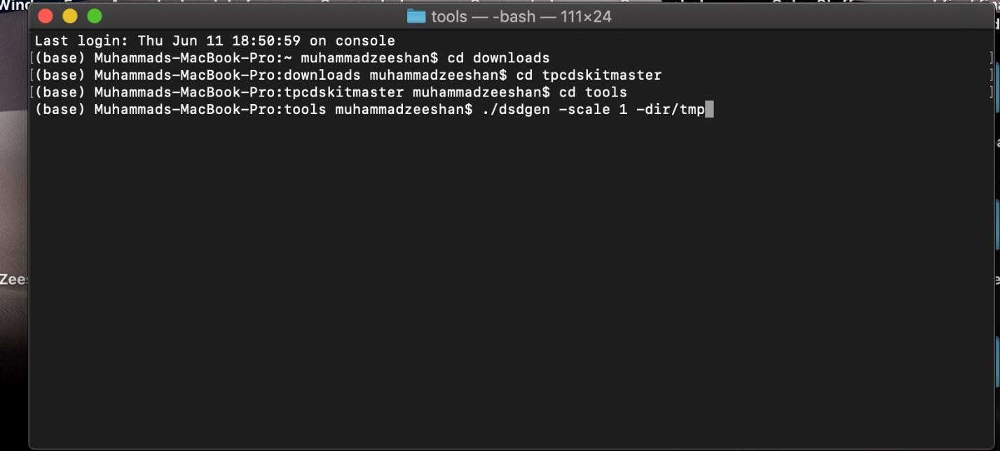 tools — -bash — 111×24
Last login: Thu Jun 11 18:50:59 on console
[(base) Muhammads-MacBook-Pro:~ muhammadzeeshan$ cd downloads ]
[(base) Muhammads-MacBook-Pro:downloads muhammadzeeshan$ cd tpcdskitmaster ]
[(base) Muhammads-MacBook-Pro:tpcdskitmaster muhammadzeeshan$ cd tools ]
(base) Muhammads-MacBook-Pro:tools muhammadzeeshan$ ./dsdgen -scale 1 -dir/tmp
Zees